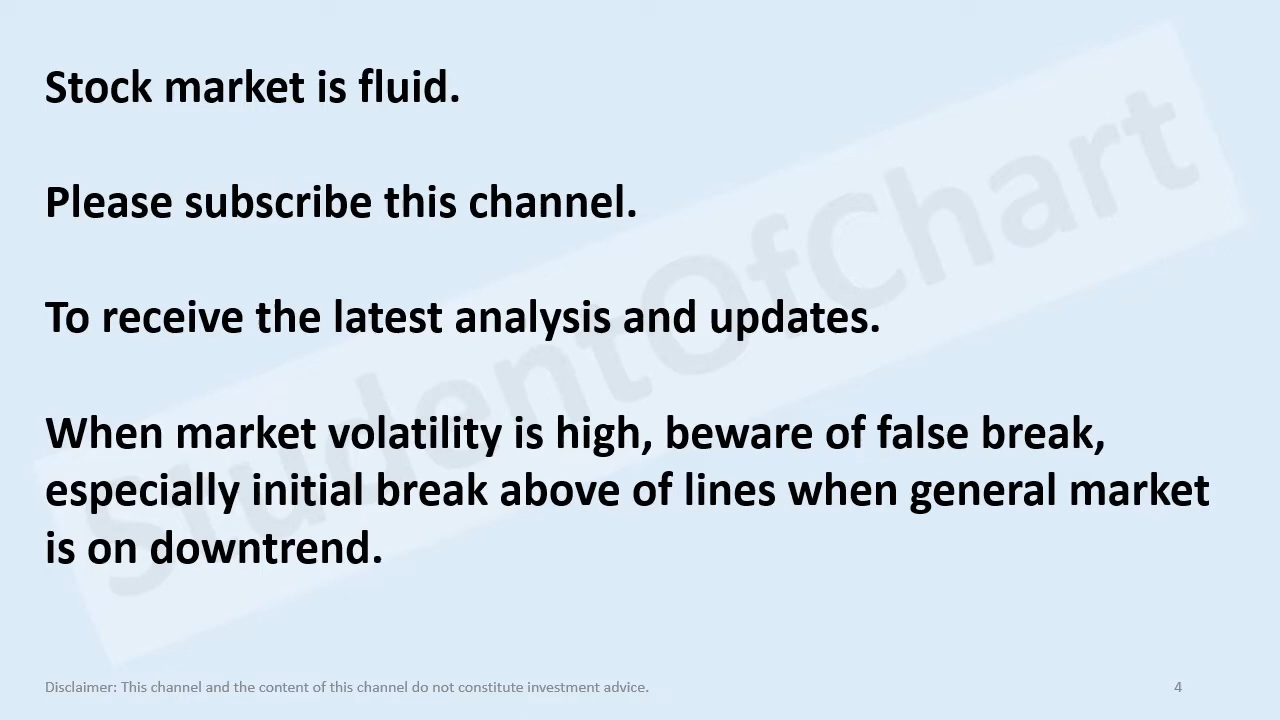 Stock market is fluid.
Please subscribe this channel.
To receive the latest analysis and updates.
When market volatility is high, beware of false break,
especially initial break above of lines when general market
is on downtrend.
StudentOfChart
Disclaimer: This channel and the content of this channel do not constitute investment advice.
4